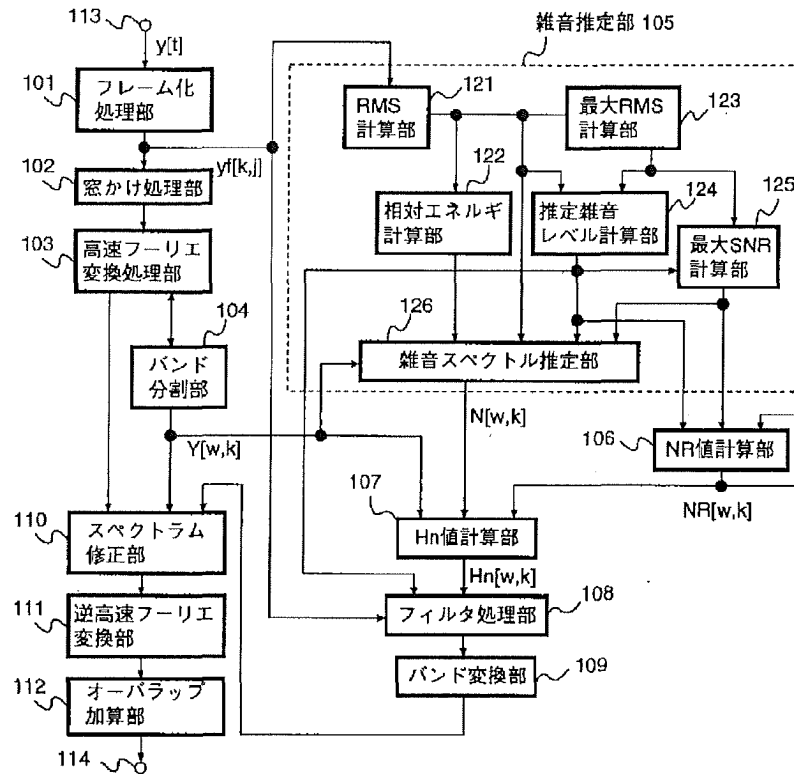 113
y[t]
101
フレーム化
処理部
102
yf[k,j]
窓かけ処理部
103
高速フーリエ
変換処理部
104
バンド
分割部
Y[w,k]
雑音推定部 105
RMS
計算部
121
最大RMS
計算部
123
122
相対エネルギ
計算部
推定雑音
レベル計算部
124
125
最大SNR
計算部
126
雑音スペクトル推定部
N[w,k]
106
NR値計算部
NR[w,k]
107
Hn値計算部
Hn[w,k]
フィルタ処理部
108
バンド変換部
109
110
スペクトラム
修正部
111
逆高速フーリエ
変換部
112
オーバラップ
加算部
114